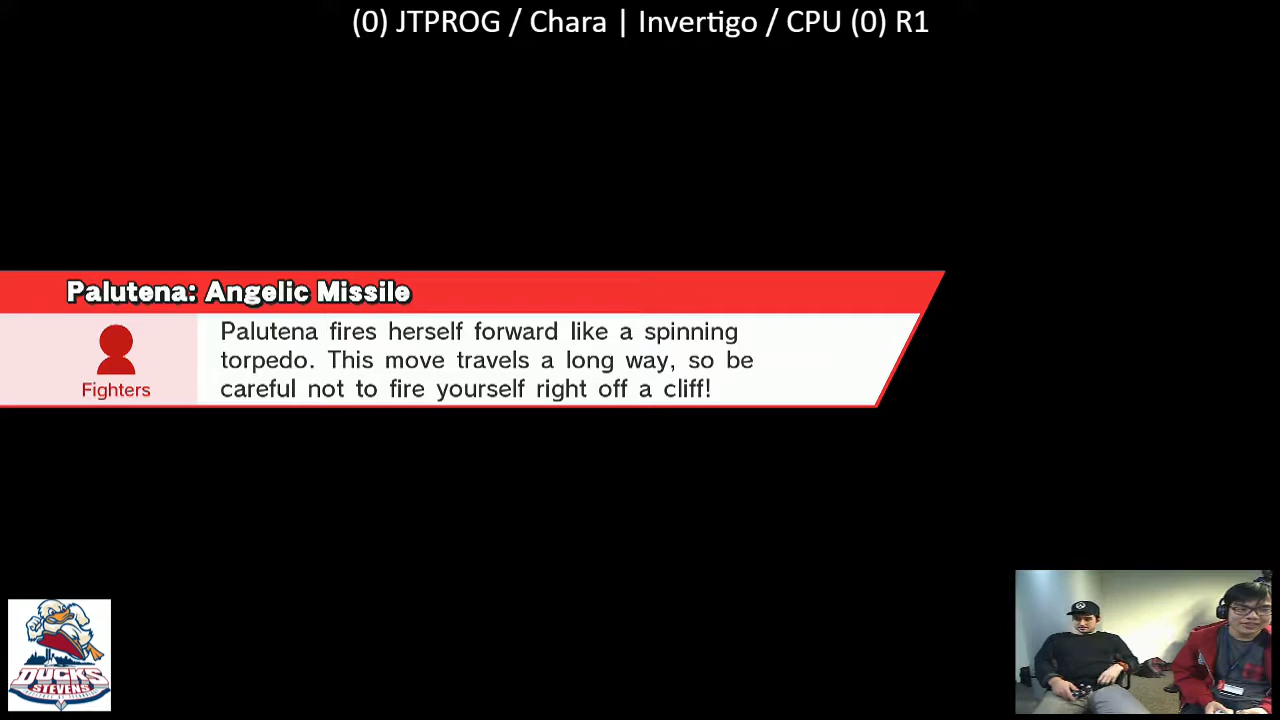 (0) JTPROG / Chara | Invertigo / CPU (0) R1
Palutena: Angelic Missile
Palutena fires herself forward like a spinning
torpedo. This move travels a long way, so be
careful not to fire yourself right off a cliff!
Fighters
DUCKS
STEVENS